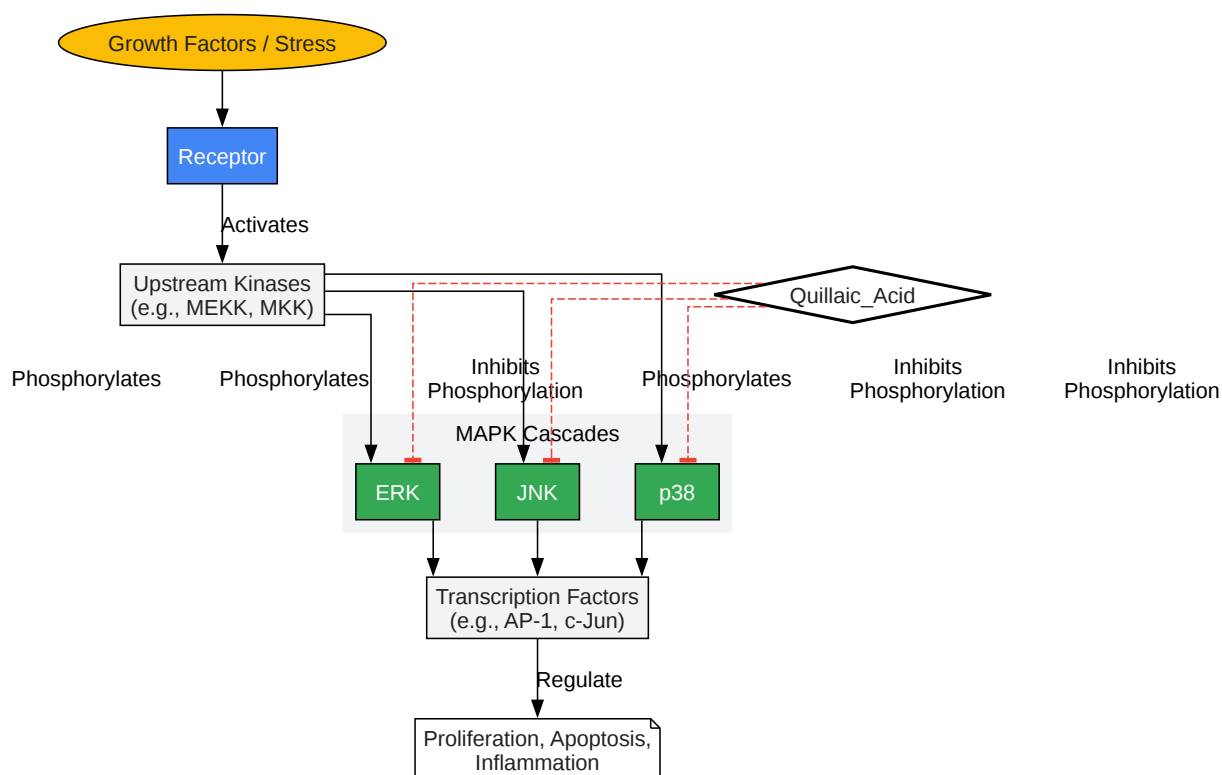 Growth Factors / Stress
Receptor
Activates
Upstream Kinases
(e.g., MEKK, MKK)
Quillaic_Acid
Phosphorylates
Phosphorylates
Inhibits
Phosphorylation
Phosphorylates
Inhibits
Phosphorylation
Inhibits
Phosphorylation
MAPK Cascades
ERK
JNK
p38
Transcription Factors
(e.g., AP-1, c-Jun)
Regulate
Proliferation, Apoptosis,
Inflammation